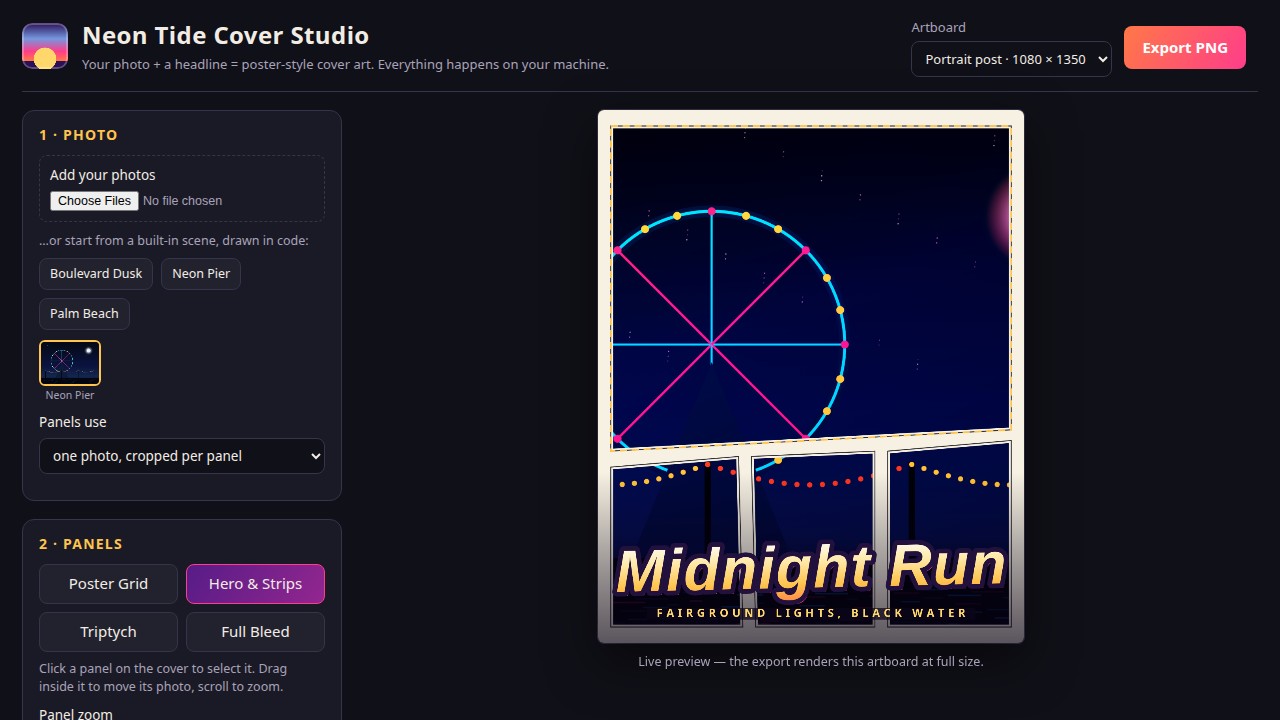 Neon Tide Cover Studio
Your photo + a headline = poster-style cover art. Everything happens on your machine.
Artboard
Portrait post · 1080 × 1350
Export PNG
1 · PHOTO
Add your photos
Choose Files No file chosen
...or start from a built-in scene, drawn in code:
Boulevard Dusk
Neon Pier
Palm Beach
Neon Pier
Panels use
one photo, cropped per panel
2 · PANELS
Poster Grid
Hero & Strips
Triptych
Full Bleed
Click a panel on the cover to select it. Drag
inside it to move its photo, scroll to zoom.
Panel zoom
Midnight Run
FAIRGROUND LIGHTS, BLACK WATER
Live preview — the export renders this artboard at full size.